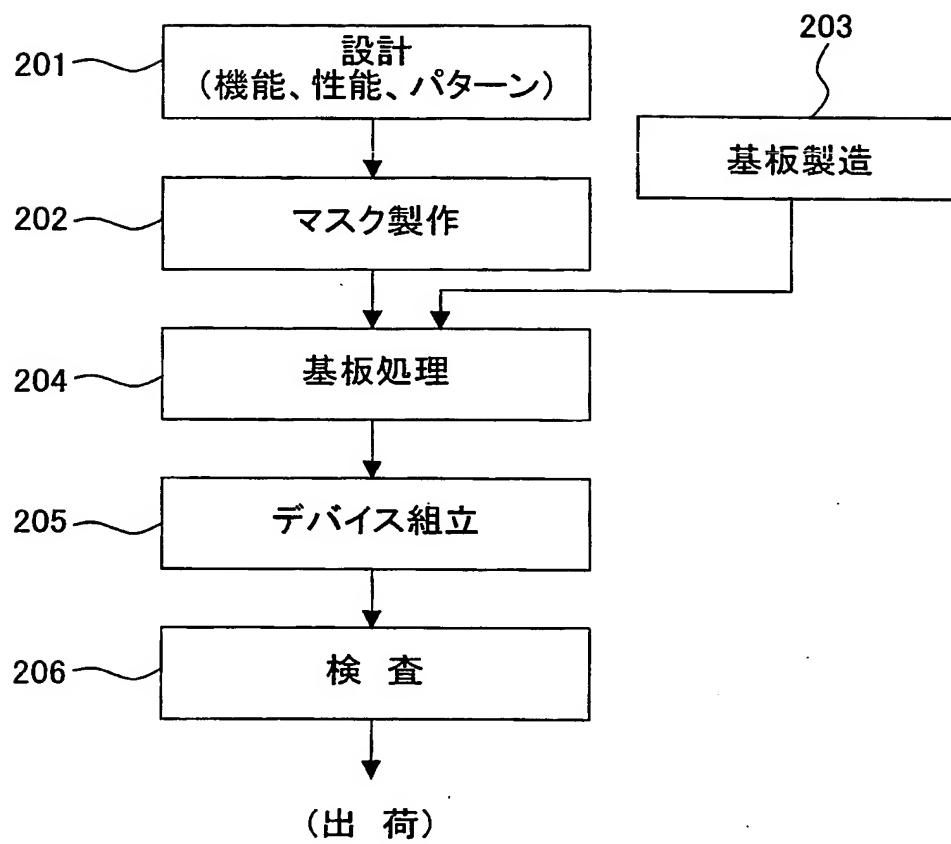 201
設計
(機能、性能、パターン)
203
基板製造
202
マスク製作
204
基板処理
205
デバイス組立
206
検 査
(出 荷)